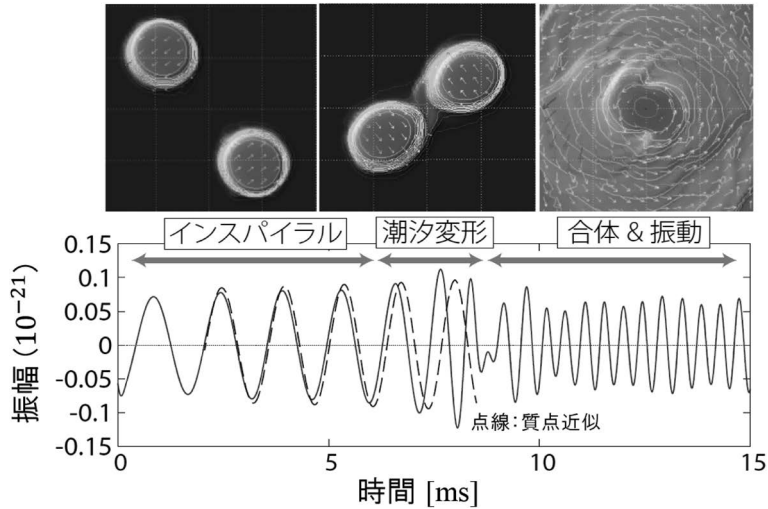 インスパイラル
潮汐変形
合体 & 振動
0.15
0.1
0.05
0
-0.05
-0.1
-0.15
振幅 (10⁻²¹)
点線:質点近似
0
5
10
15
時間 [ms]